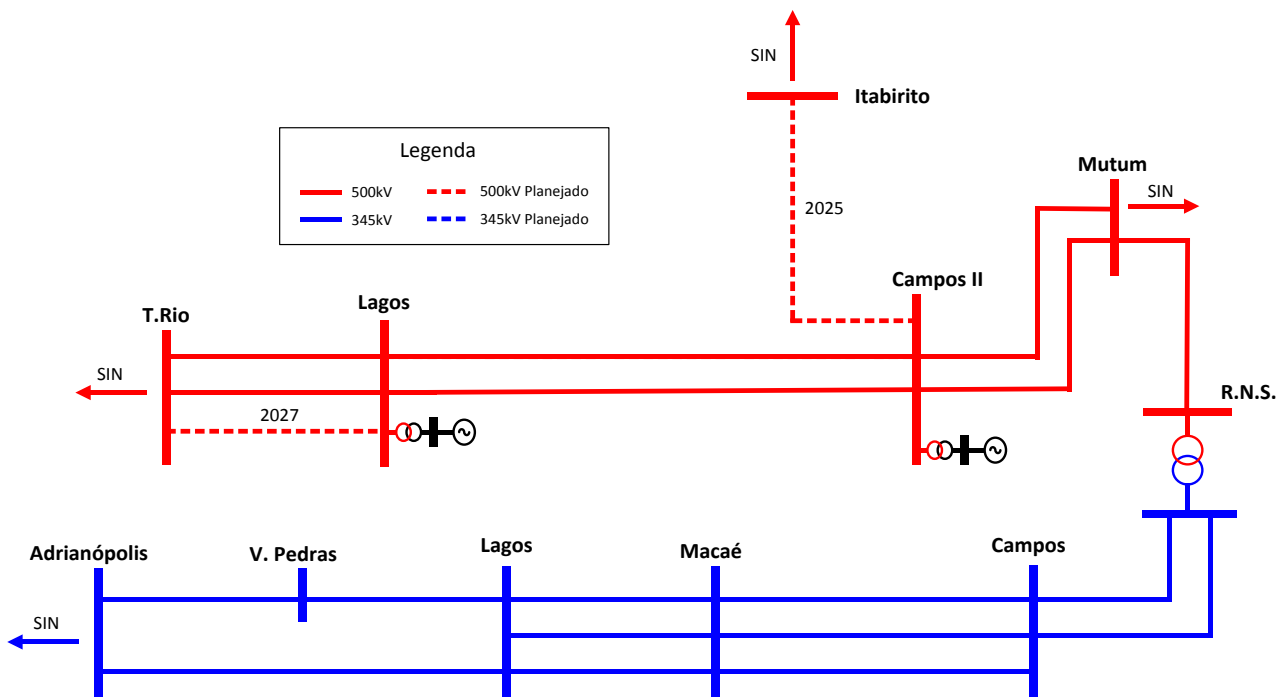 SIN
Itabirito
Legenda
500kV
500kV Planejado
345kV
345kV Planejado
Mutum
SIN
2025
Campos II
Lagos
T.Rio
SIN
2027
R.N.S.
Adrianópolis
V. Pedras
Lagos
Macaé
Campos
SIN